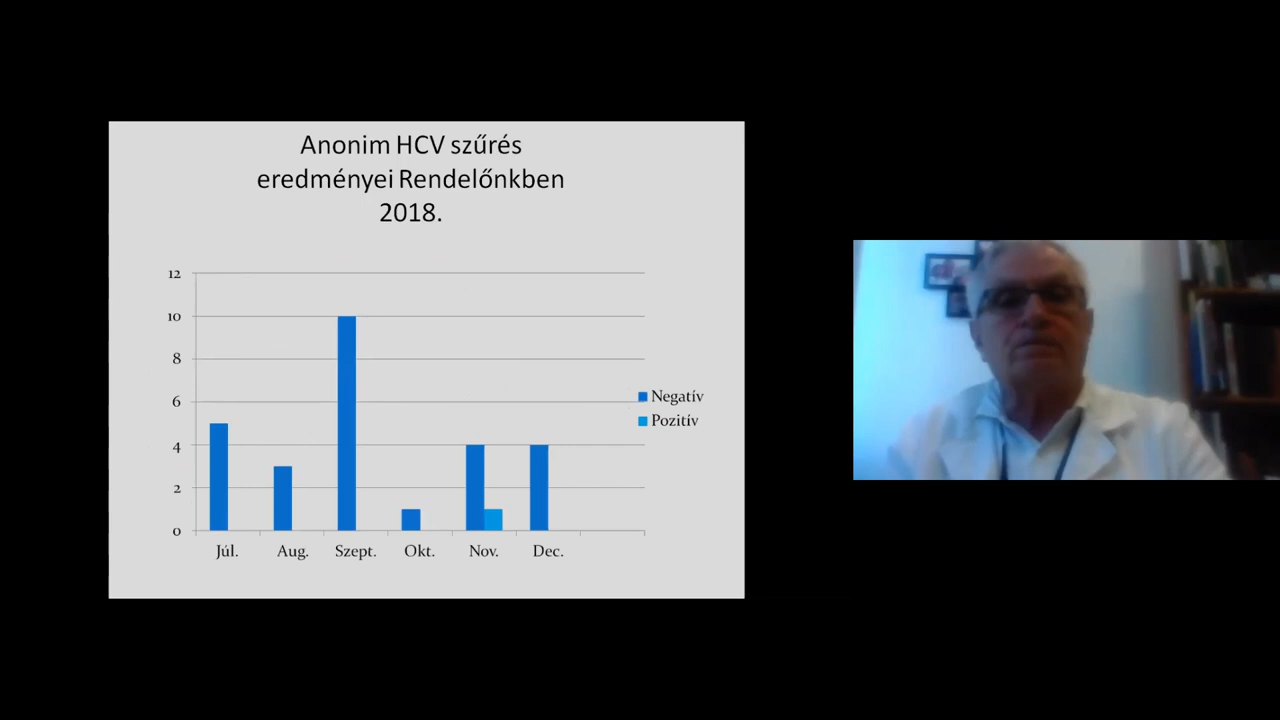 Anonim HCV szűrés
eredményei Rendelőnkben
2018.
12
10
8
6
4
2
0
Júl.
Aug.
Szept.
Okt.
Nov.
Dec.
Negatív
Pozitív